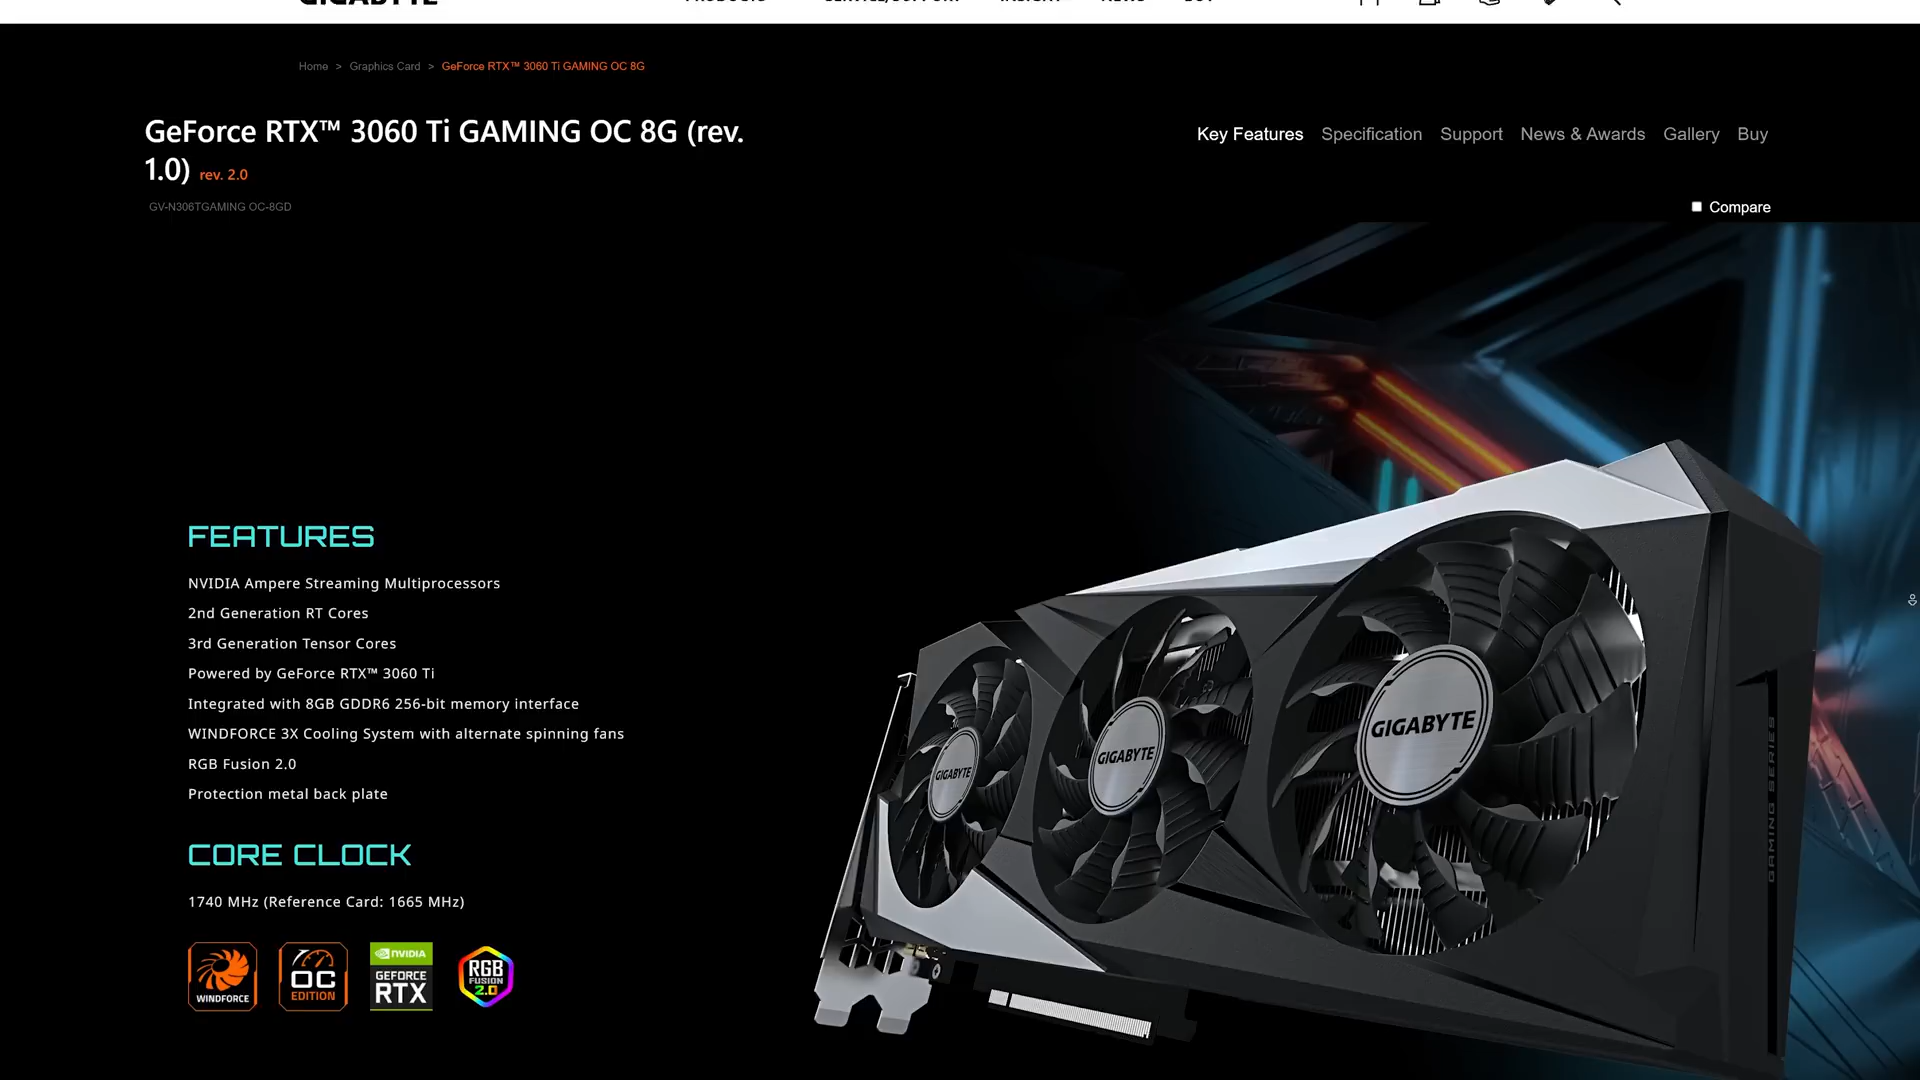 GIGABYTE
Home > Graphics Card > GeForce RTX™ 3060 Ti GAMING OC 8G
GeForce RTX™ 3060 Ti GAMING OC 8G (rev.
1.0) rev. 2.0
GV-N306TGAMING OC-8GD
Key Features Specification Support News & Awards Gallery Buy
Compare
FEATURES
NVIDIA Ampere Streaming Multiprocessors
2nd Generation RT Cores
3rd Generation Tensor Cores
Powered by GeForce RTX™ 3060 Ti
Integrated with 8GB GDDR6 256-bit memory interface
WINDFORCE 3X Cooling System with alternate spinning fans
RGB Fusion 2.0
Protection metal back plate
CORE CLOCK
1740 MHz (Reference Card: 1665 MHz)
WINDFORCE
OC
EDITION
NVIDIA
GEFORCE
RTX
RGB
FUSION
2.0
GIGABYTE
GIGABYTE
GIGABYTE
GAMING SERIES